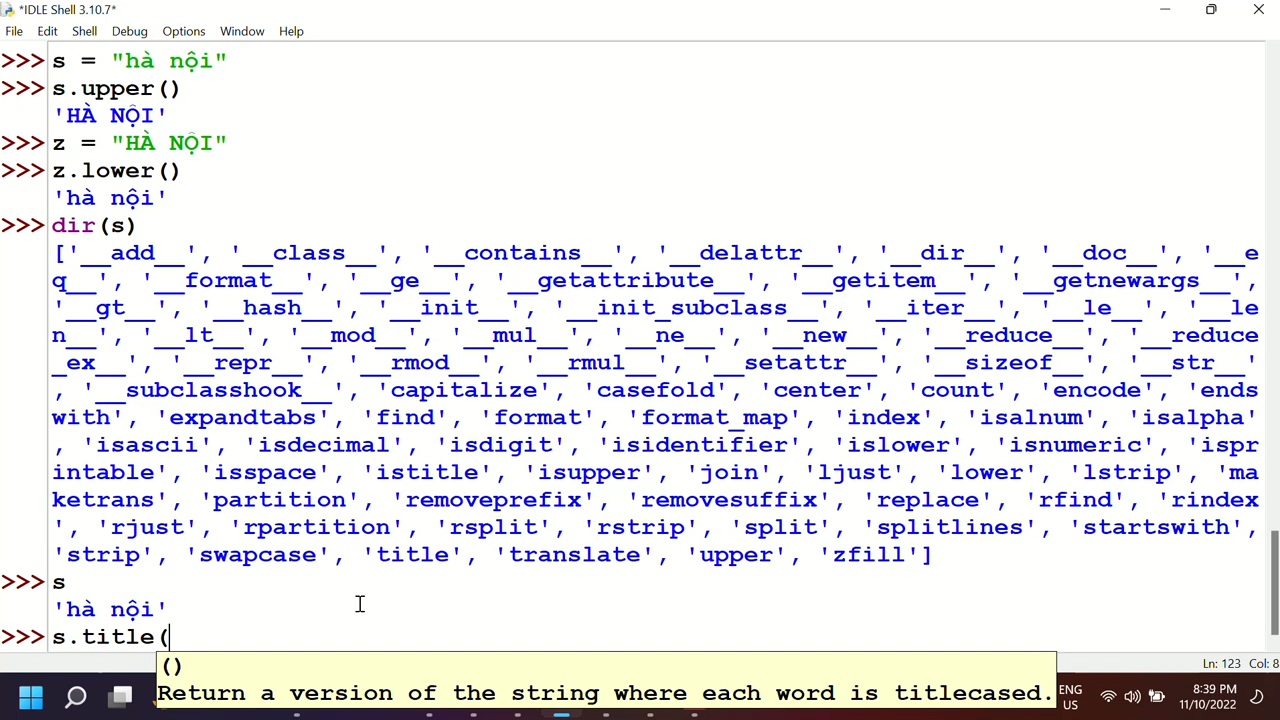 *IDLE Shell 3.10.7*
File Edit Shell Debug Options Window Help
>>> s = "hà nội"
>>> s.upper()
'HÀ NỘI'
>>> z = "HÀ NỘI"
>>> z.lower()
'hà nội'
>>> dir(s)
['__add__', '__class__', '__contains__', '__delattr__', '__dir__', '__doc__', '__e
q__', '__format__', '__ge__', '__getattribute__', '__getitem__', '__getnewargs__',
'__gt__', '__hash__', '__init__', '__init_subclass__', '__iter__', '__le__', '__le
n__', '__lt__', '__mod__', '__mul__', '__ne__', '__new__', '__reduce__', '__reduce
_ex__', '__repr__', '__rmod__', '__rmul__', '__setattr__', '__sizeof__', '__str__'
, '__subclasshook__', 'capitalize', 'casefold', 'center', 'count', 'encode', 'ends
with', 'expandtabs', 'find', 'format', 'format_map', 'index', 'isalnum', 'isalpha'
, 'isascii', 'isdecimal', 'isdigit', 'isidentifier', 'islower', 'isnumeric', 'ispr
intable', 'isspace', 'istitle', 'isupper', 'join', 'ljust', 'lower', 'lstrip', 'ma
ketrans', 'partition', 'removeprefix', 'removesuffix', 'replace', 'rfind', 'rindex
', 'rjust', 'rpartition', 'rsplit', 'rstrip', 'split', 'splitlines', 'startswith',
'strip', 'swapcase', 'title', 'translate', 'upper', 'zfill']
>>> s
'hà nội'
>>> s.title(
()
Return a version of the string where each word is titlecased.
Ln: 123 Col: 8
ENG
US
8:39 PM
11/10/2022